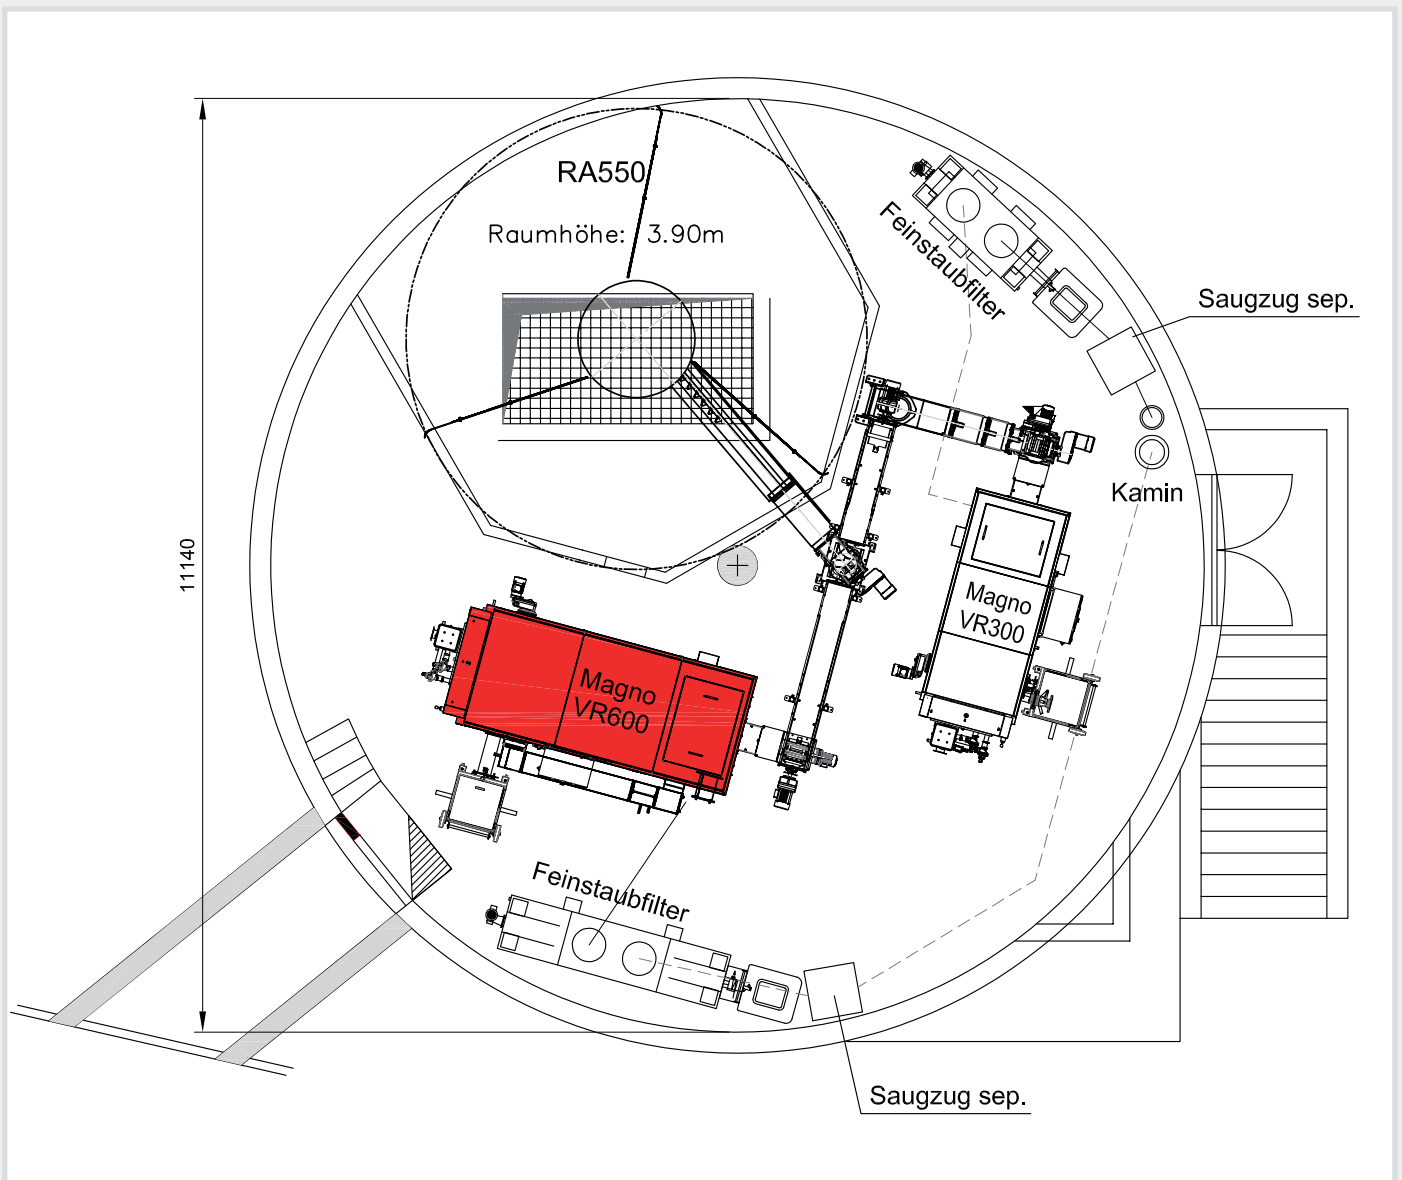 RA550
Raumhöhe: 3.90m
Feinstaubfilter
Saugzug sep.
Kamin
11140
Magno
VR300
Magno
VR600
Feinstaubfilter
Saugzug sep.